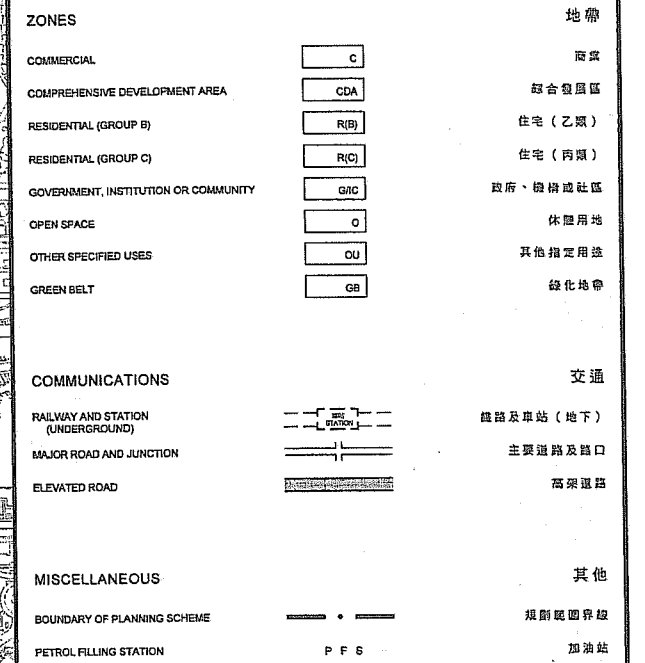 ZONES 地帶
COMMERCIAL C 商業
COMPREHENSIVE DEVELOPMENT AREA CDA 綜合發展區
RESIDENTIAL (GROUP B) R(B) 住宅（乙類）
RESIDENTIAL (GROUP C) R(C) 住宅（丙類）
GOVERNMENT, INSTITUTION OR COMMUNITY G/IC 政府、機構或社區
OPEN SPACE O 休憩用地
OTHER SPECIFIED USES OU 其他指定用途
GREEN BELT GB 綠化地帶
COMMUNICATIONS 交通
RAILWAY AND STATION 車站 STATION 鐵路及車站（地下）
(UNDERGROUND)
MAJOR ROAD AND JUNCTION 主要道路及路口
ELEVATED ROAD 高架道路
MISCELLANEOUS 其他
BOUNDARY OF PLANNING SCHEME 規劃範圍界線
PETROL FILLING STATION P F S 加油站